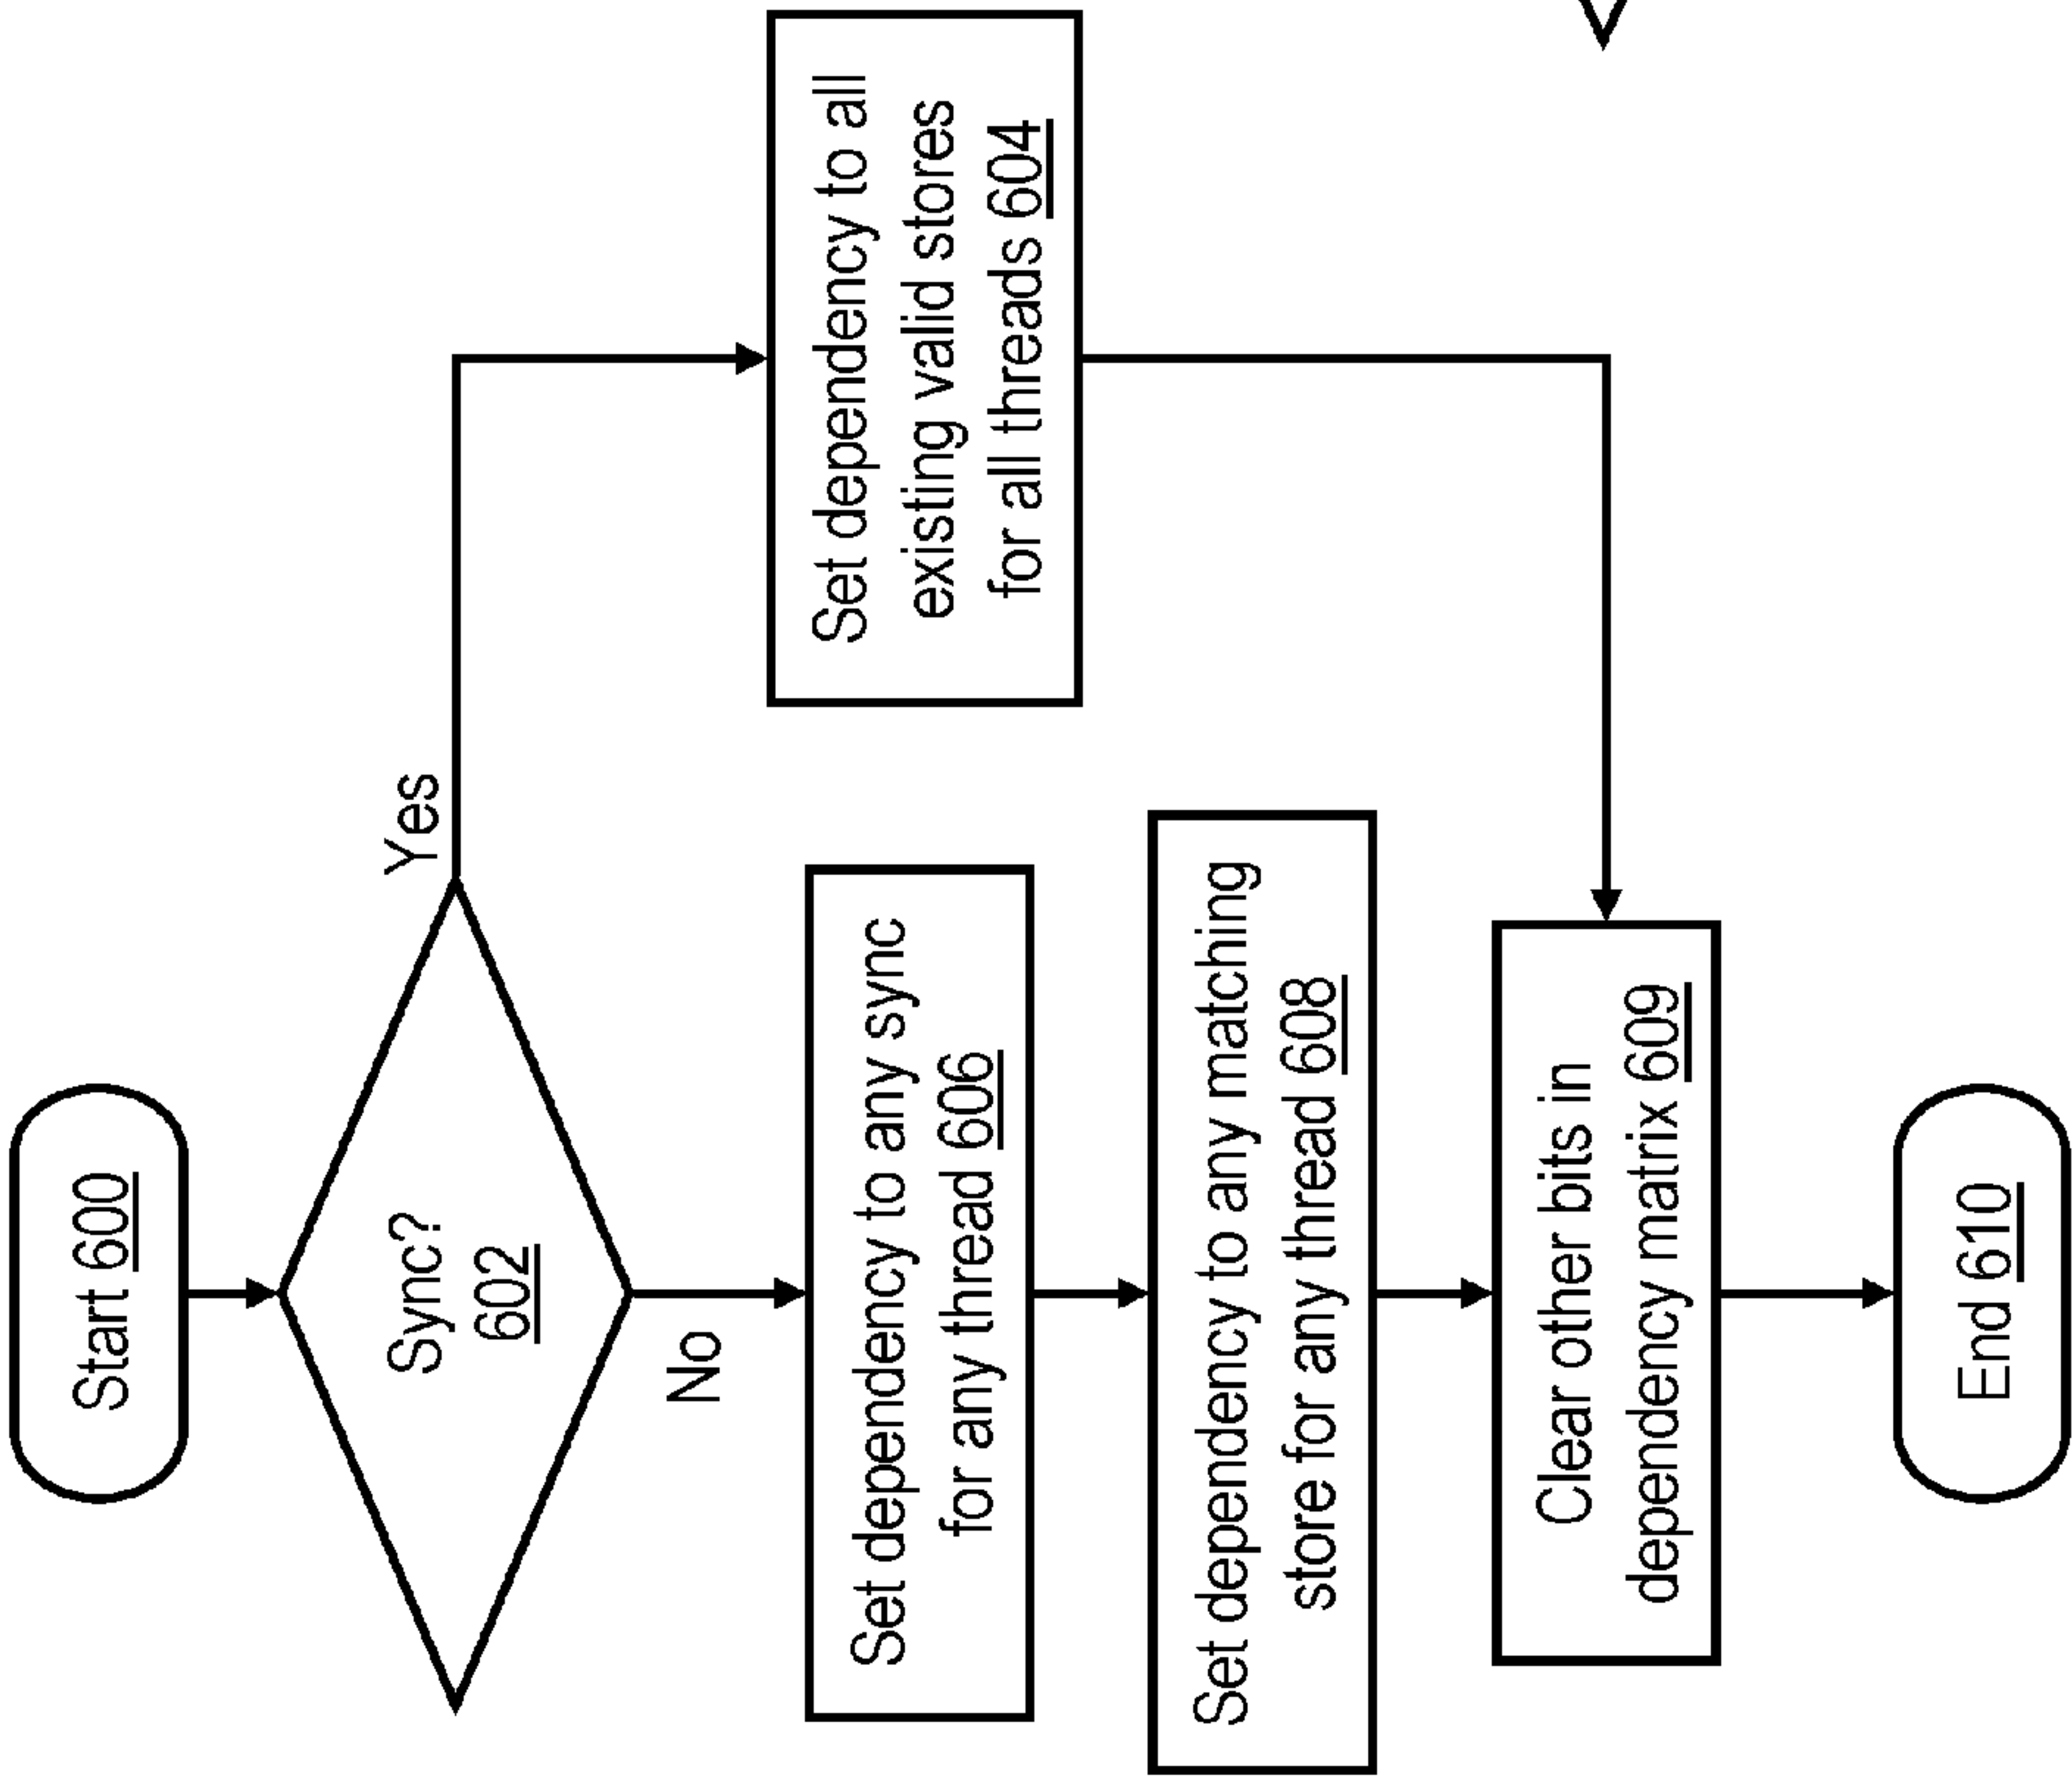 Start 600
Sync?
602
Yes
No
Set dependency to all
existing valid stores
for all threads 604
Set dependency to any sync
for any thread 606
Set dependency to any matching
store for any thread 608
Clear other bits in
dependency matrix 609
End 610